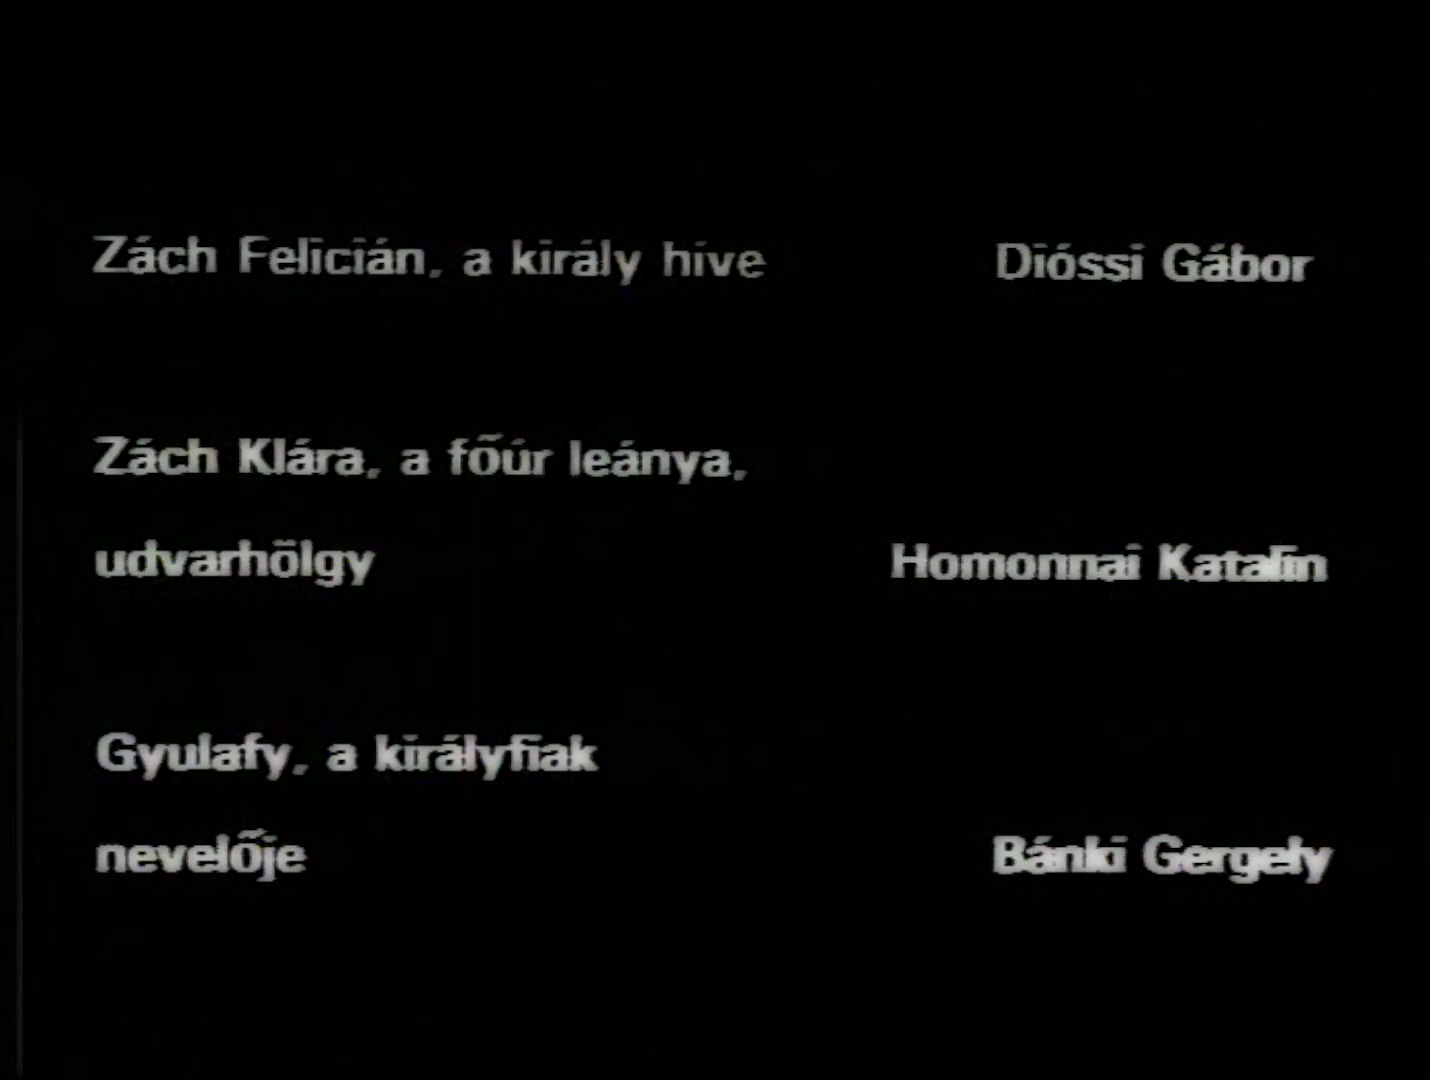 Zách Felicián, a király híve Dióssi Gábor
Zách Klára, a főúr leánya,
udvarhölgy Homonnai Katalin
Gyulafy, a királyfiak
nevelője Bánki Gergely